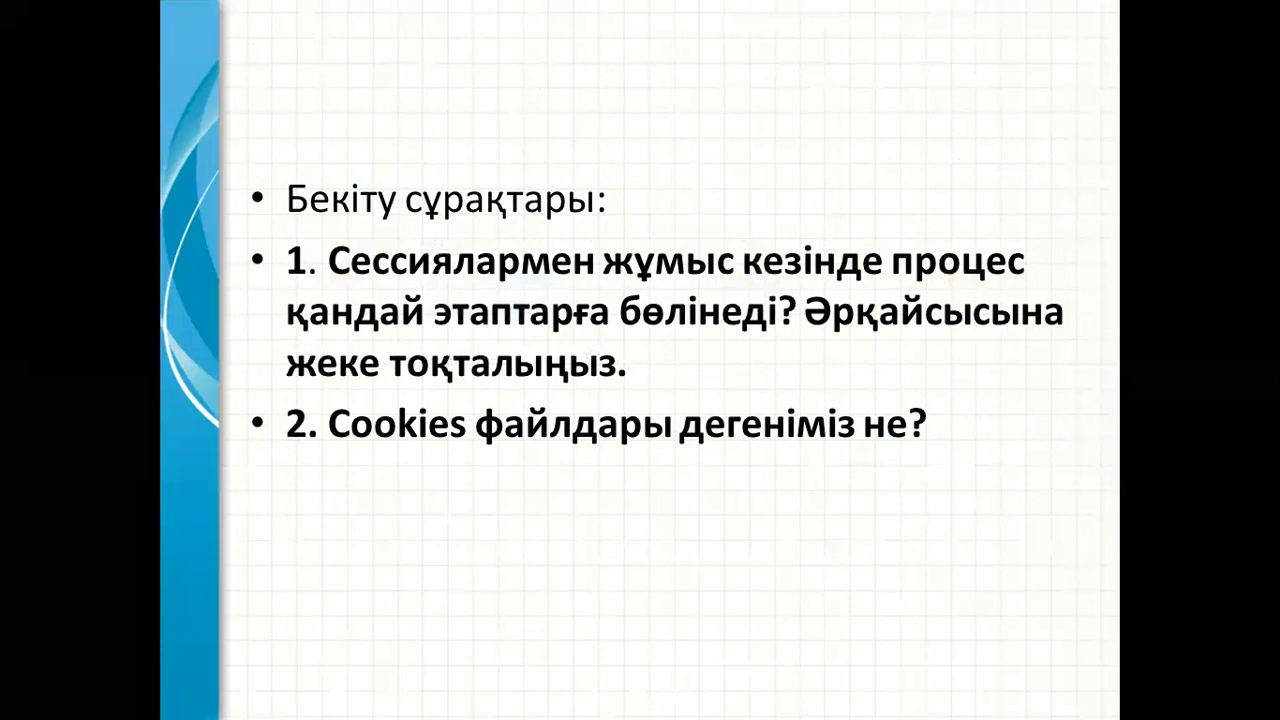 • Бекіту сұрақтары:
• 1. Сессиялармен жұмыс кезінде процес
қандай этаптарға бөлінеді? Әрқайсысына
жеке тоқталыңыз.
• 2. Cookies файлдары дегеніміз не?